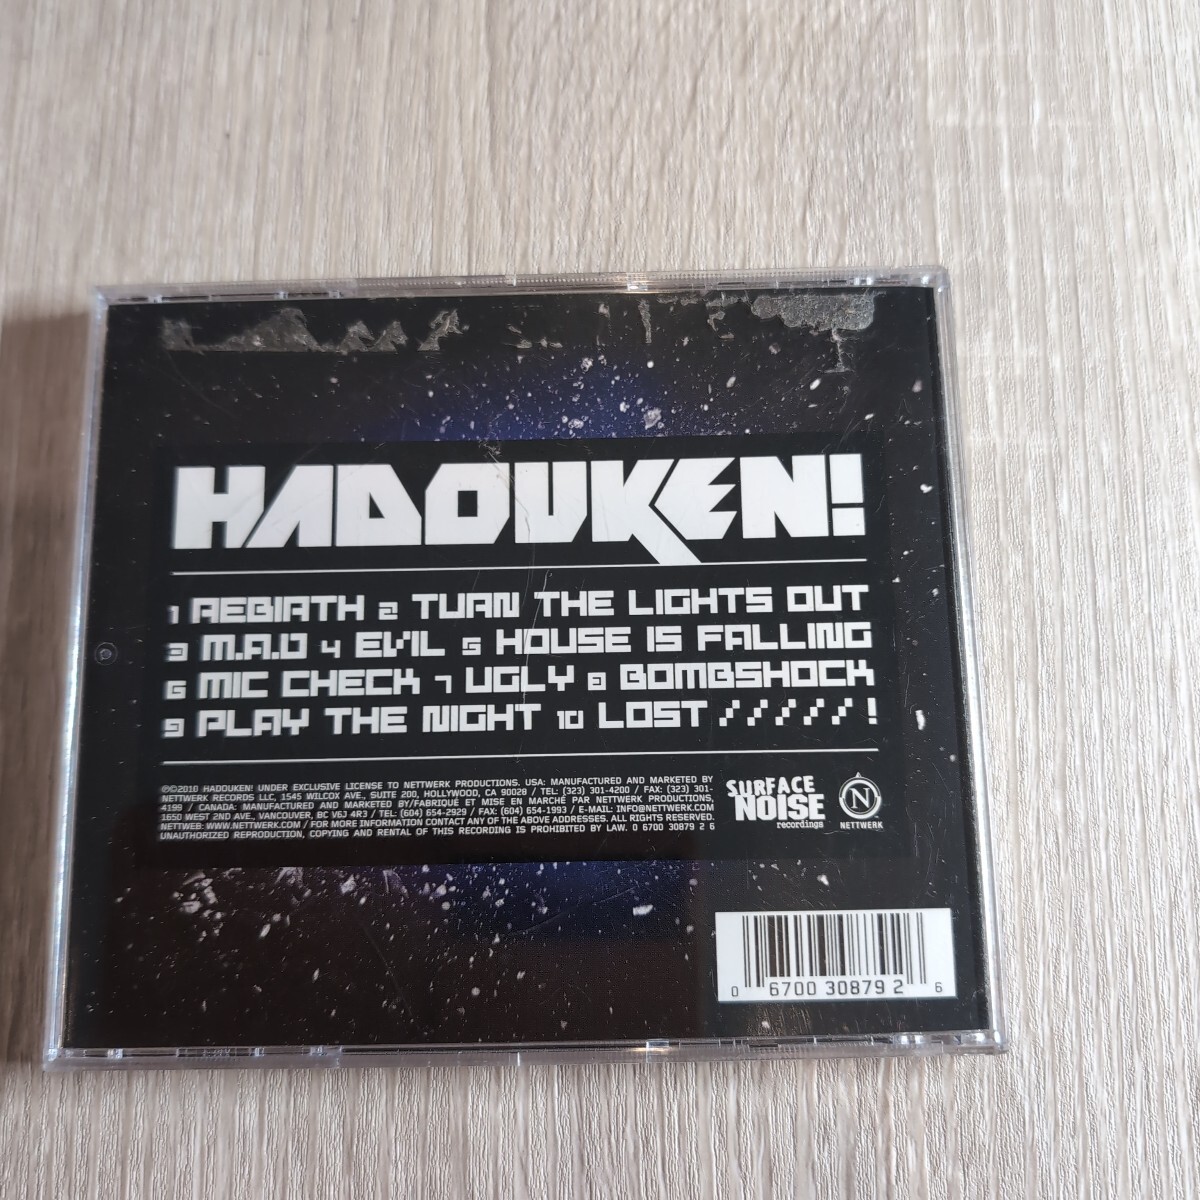 HADOUKEN!
1 REBIRTH 2 TURN THE LIGHTS OUT
3 M.A.D 4 EVIL 5 HOUSE IS FALLING
6 MIC CHECK 7 UGLY 8 BOMBSHOCK
9 PLAY THE NIGHT 10 LOST /////!
℗©2010 HADOUKEN! UNDER EXCLUSIVE LICENSE TO NETTWERK PRODUCTIONS. USA: MANUFACTURED AND MARKETED BY
NETTWERK RECORDS LLC, 1545 WILCOX AVE., SUITE 200, HOLLYWOOD, CA 90028 / TEL: (323) 301-4200 / FAX: (323) 301-
4199 / CANADA: MANUFACTURED AND MARKETED BY/FABRIQUÉ ET MISE EN MARCHÉ PAR NETTWERK PRODUCTIONS,
1650 WEST 2ND AVE., VANCOUVER, BC V6J 4R3 / TEL: (604) 654-2929 / FAX: (604) 654-1993 / E-MAIL: INFO@NETTWERK.COM
NETTWEB: WWW.NETTWERK.COM / FOR MORE INFORMATION CONTACT ANY OF THE ABOVE ADDRESSES. ALL RIGHTS RESERVED.
UNAUTHORIZED REPRODUCTION, COPYING AND RENTAL OF THIS RECORDING IS PROHIBITED BY LAW. 0 6700 30879 2 6
SURFACE
NOISE
recordings
N
NETTWERK
0 6700 30879 2 6